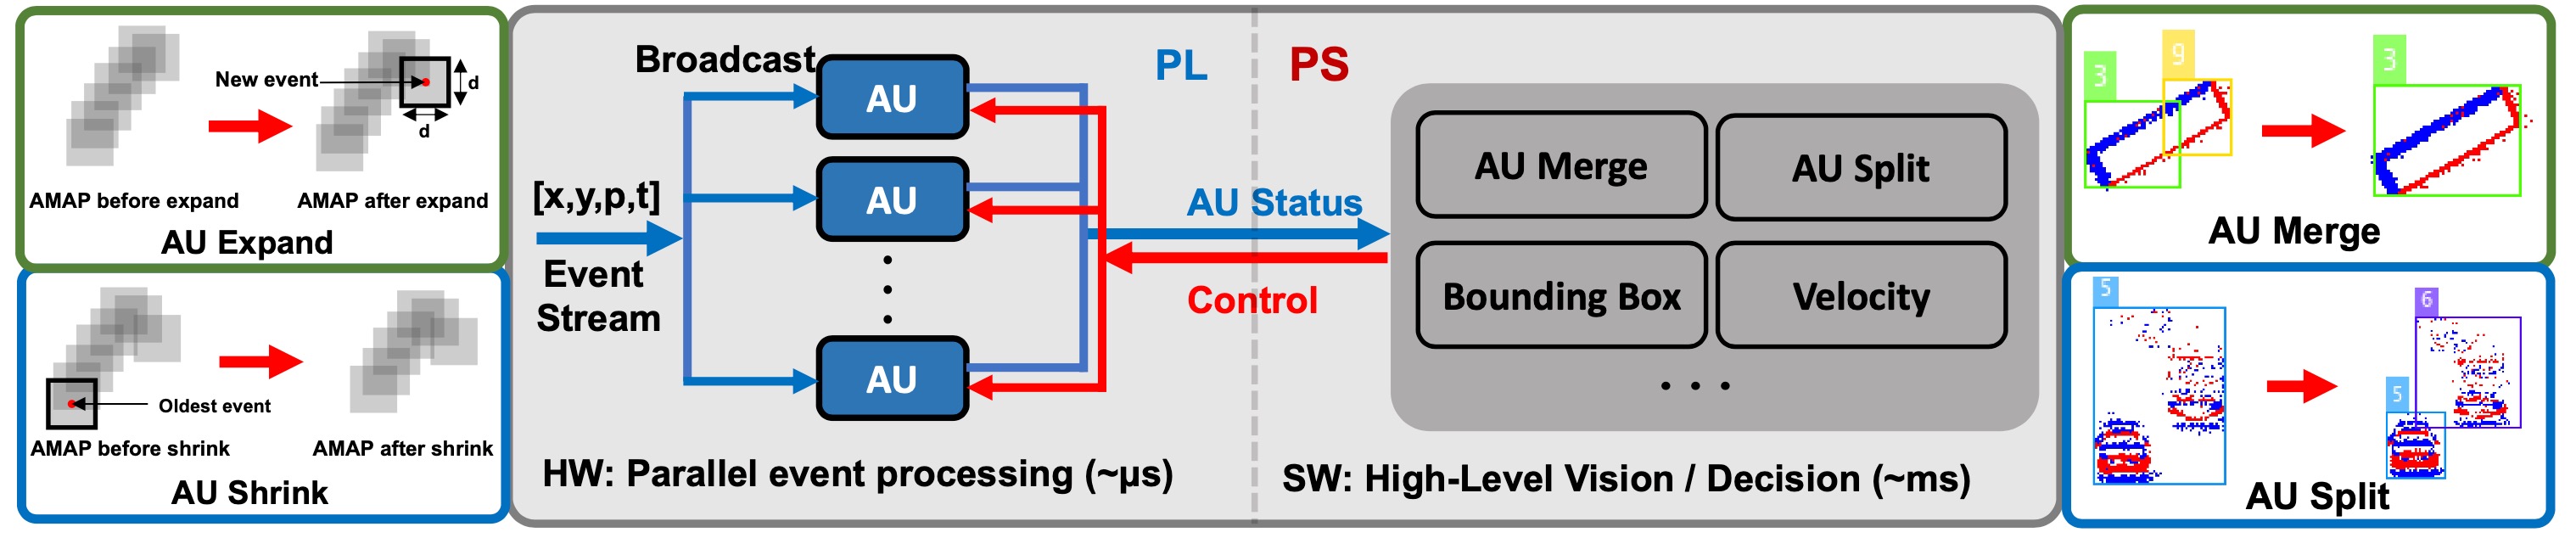 New event
d
d
AMAP before expand
AMAP after expand
AU Expand
Oldest event
AMAP before shrink
AMAP after shrink
AU Shrink
Broadcast
PL
PS
AU
AU
AU
[x,y,p,t]
Event
Stream
AU Status
Control
AU Merge
AU Split
Bounding Box
Velocity
HW: Parallel event processing (~μs)
SW: High-Level Vision / Decision (~ms)
3
9
3
AU Merge
5
6
5
AU Split